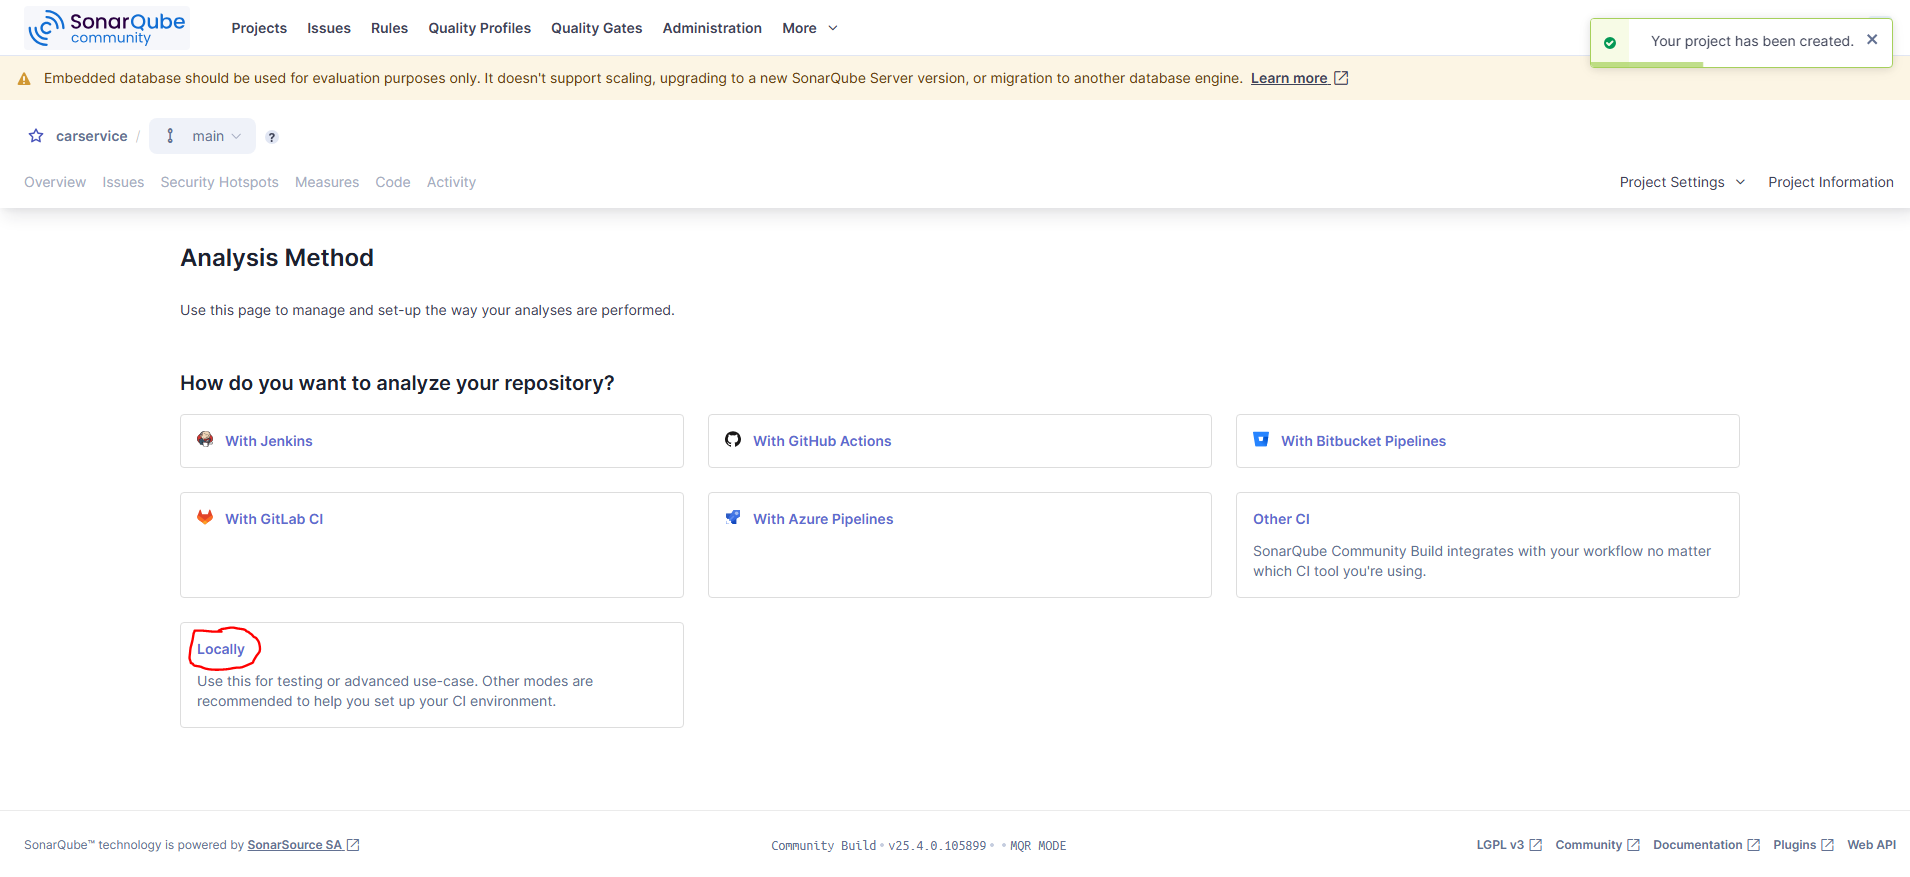 SonarQube
community
Projects Issues Rules Quality Profiles Quality Gates Administration More
Your project has been created.
Embedded database should be used for evaluation purposes only. It doesn't support scaling, upgrading to a new SonarQube Server version, or migration to another database engine. Learn more
carservice / main ?
Overview Issues Security Hotspots Measures Code Activity Project Settings Project Information
Analysis Method
Use this page to manage and set-up the way your analyses are performed.
How do you want to analyze your repository?
With Jenkins
With GitHub Actions
With Bitbucket Pipelines
With GitLab CI
With Azure Pipelines
Other CI
SonarQube Community Build integrates with your workflow no matter
which CI tool you're using.
Locally
Use this for testing or advanced use-case. Other modes are
recommended to help you set up your CI environment.
SonarQube™ technology is powered by SonarSource SA
Community Build • v25.4.0.105899 • • MQR MODE
LGPL v3 Community Documentation Plugins Web API